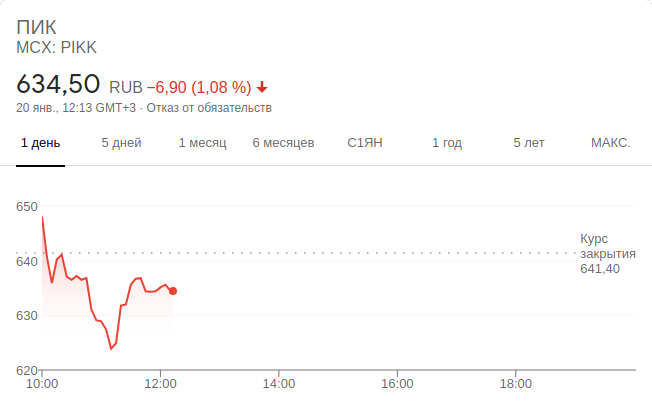 ПИК
MCX: PIKK
634,50 RUB −6,90 (1,08 %)
20 янв., 12:13 GMT+3 · Отказ от обязательств
1 день 5 дней 1 месяц 6 месяцев С1ЯН 1 год 5 лет МАКС.
650
Курс
закрытия
641,40
640
630
620
10:00 12:00 14:00 16:00 18:00